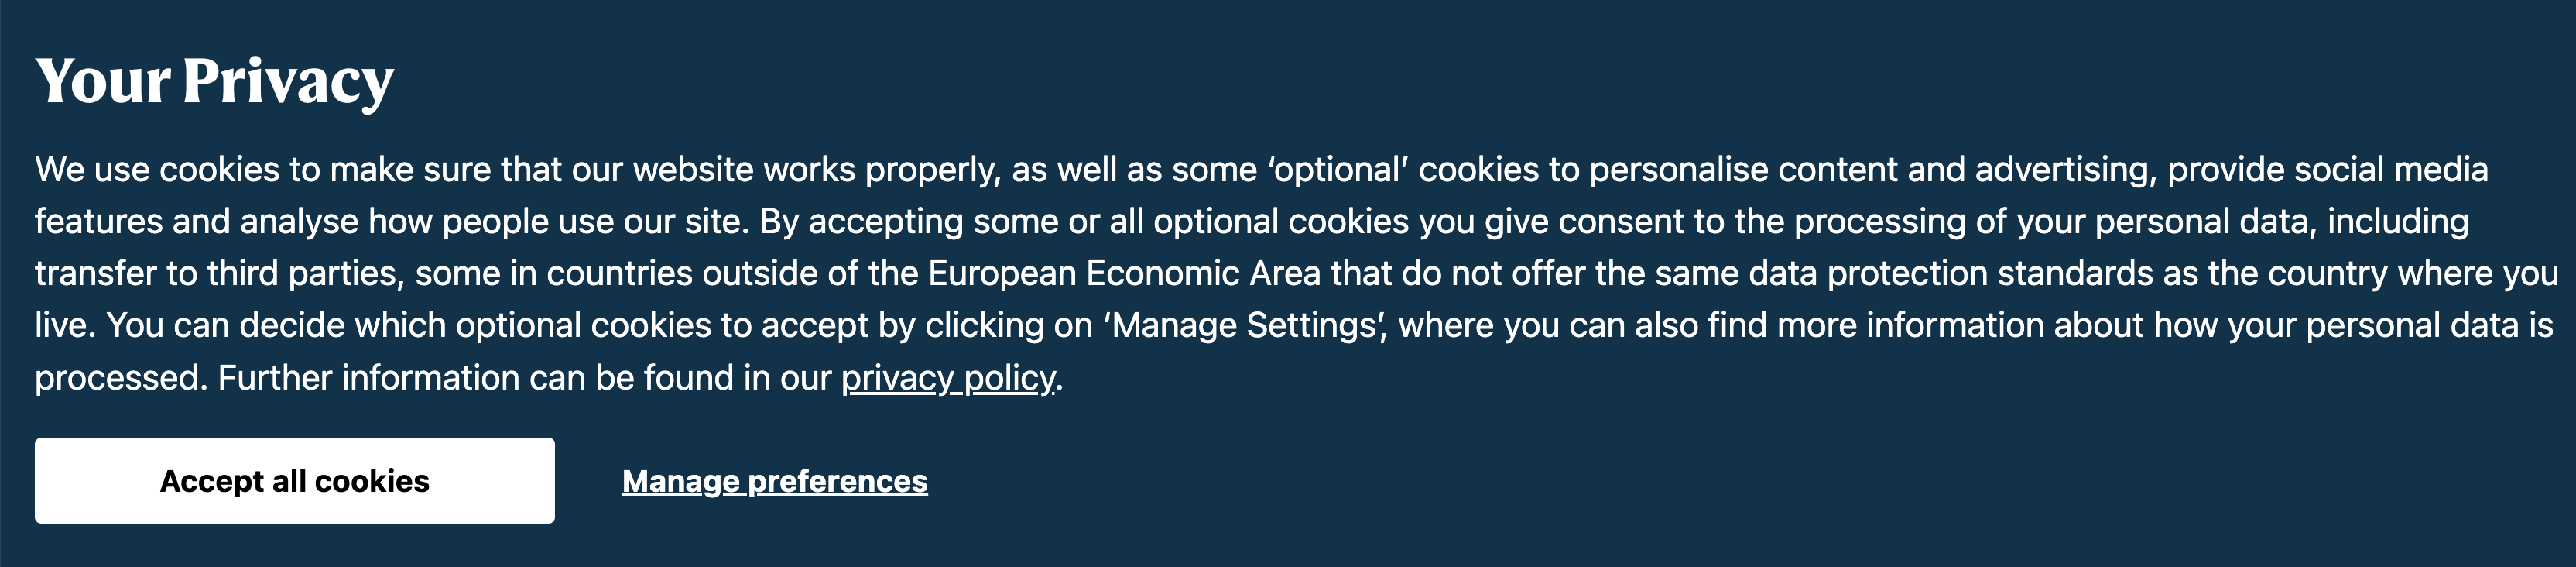 Your Privacy
We use cookies to make sure that our website works properly, as well as some ‘optional’ cookies to personalise content and advertising, provide social media
features and analyse how people use our site. By accepting some or all optional cookies you give consent to the processing of your personal data, including
transfer to third parties, some in countries outside of the European Economic Area that do not offer the same data protection standards as the country where you
live. You can decide which optional cookies to accept by clicking on ‘Manage Settings’, where you can also find more information about how your personal data is
processed. Further information can be found in our privacy policy.
Accept all cookies Manage preferences